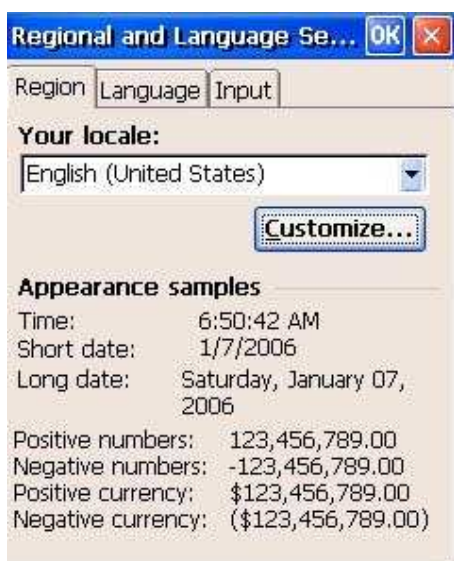 Regional and Language Se... OK
Region Language Input
Your locale:
English (United States)
Customize...
Appearance samples
Time: 6:50:42 AM
Short date: 1/7/2006
Long date: Saturday, January 07,
2006
Positive numbers: 123,456,789.00
Negative numbers: -123,456,789.00
Positive currency: $123,456,789.00
Negative currency: ($123,456,789.00)